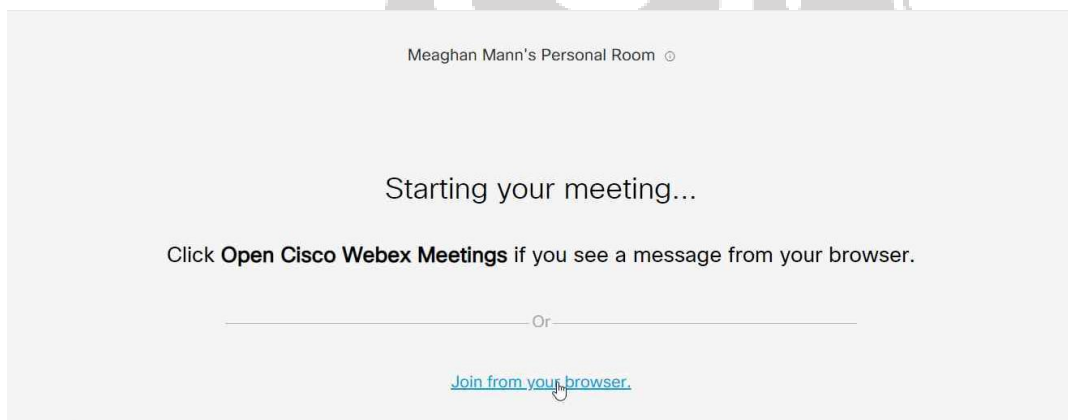 Meaghan Mann's Personal Room
Starting your meeting...
Click Open Cisco Webex Meetings if you see a message from your browser.
Or
Join from your browser.